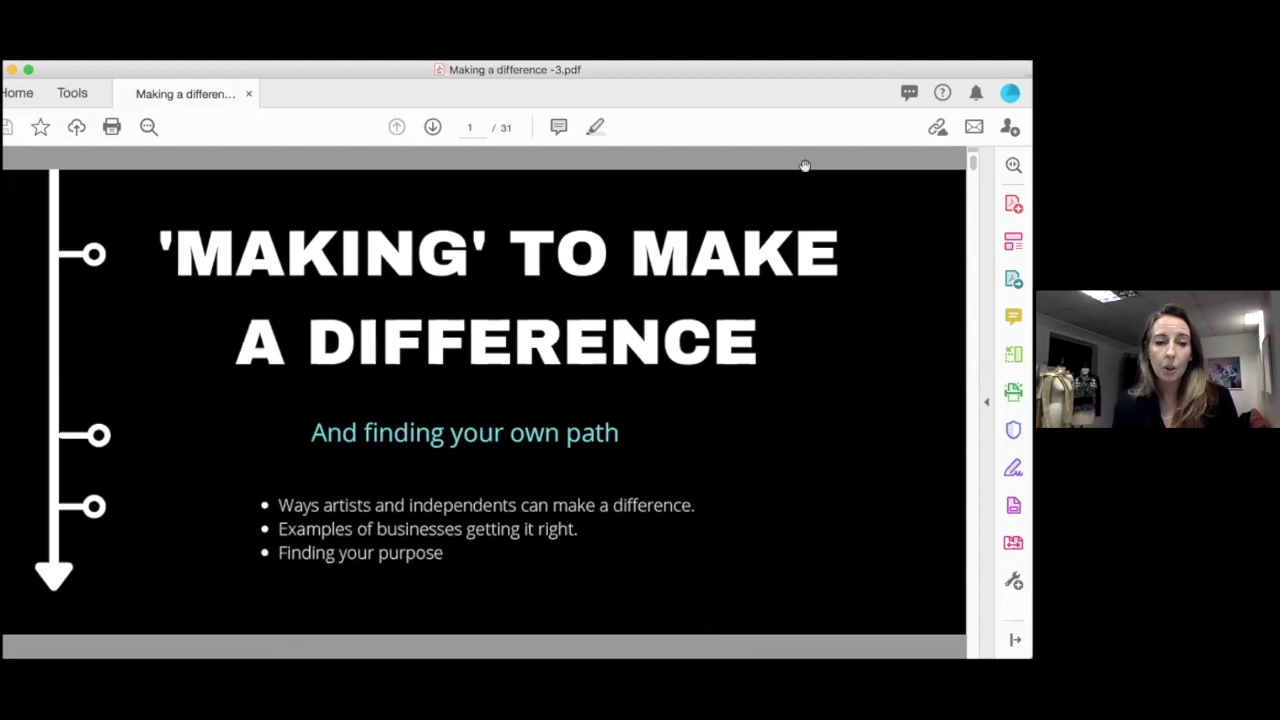 Making a difference -3.pdf
Home
Tools
Making a differen...
×
1
/ 31
'MAKING' TO MAKE
A DIFFERENCE
And finding your own path
• Ways artists and independents can make a difference.
• Examples of businesses getting it right.
• Finding your purpose